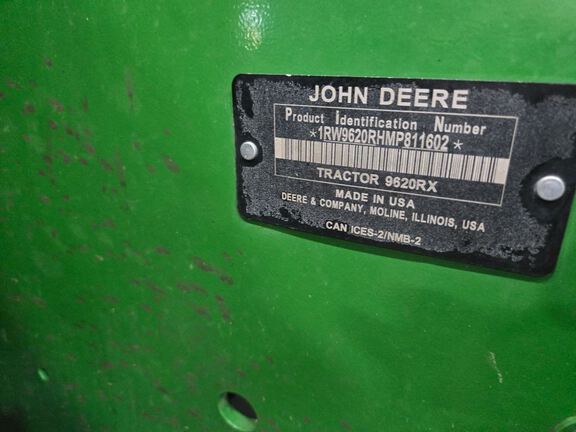 JOHN DEERE
Product Identification Number
*1RW9620RHMP811602*
TRACTOR 9620RX
MADE IN USA
DEERE & COMPANY, MOLINE, ILLINOIS, USA
CAN ICES-2/NMB-2